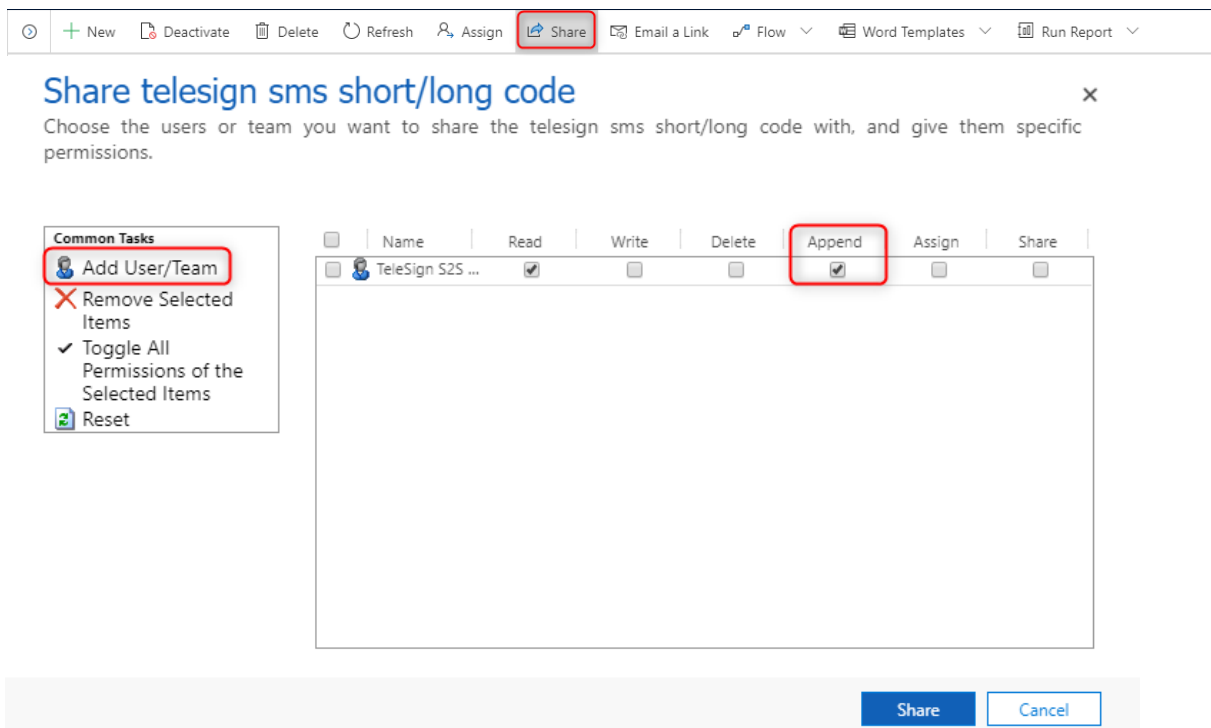 New Deactivate Delete Refresh Assign Share Email a Link Flow Word Templates Run Report
Share telesign sms short/long code
Choose the users or team you want to share the telesign sms short/long code with, and give them specific
permissions.
Common Tasks
Add User/Team
Remove Selected
Items
Toggle All
Permissions of the
Selected Items
Reset
Name Read Write Delete Append Assign Share
TeleSign S2S ...
Share Cancel